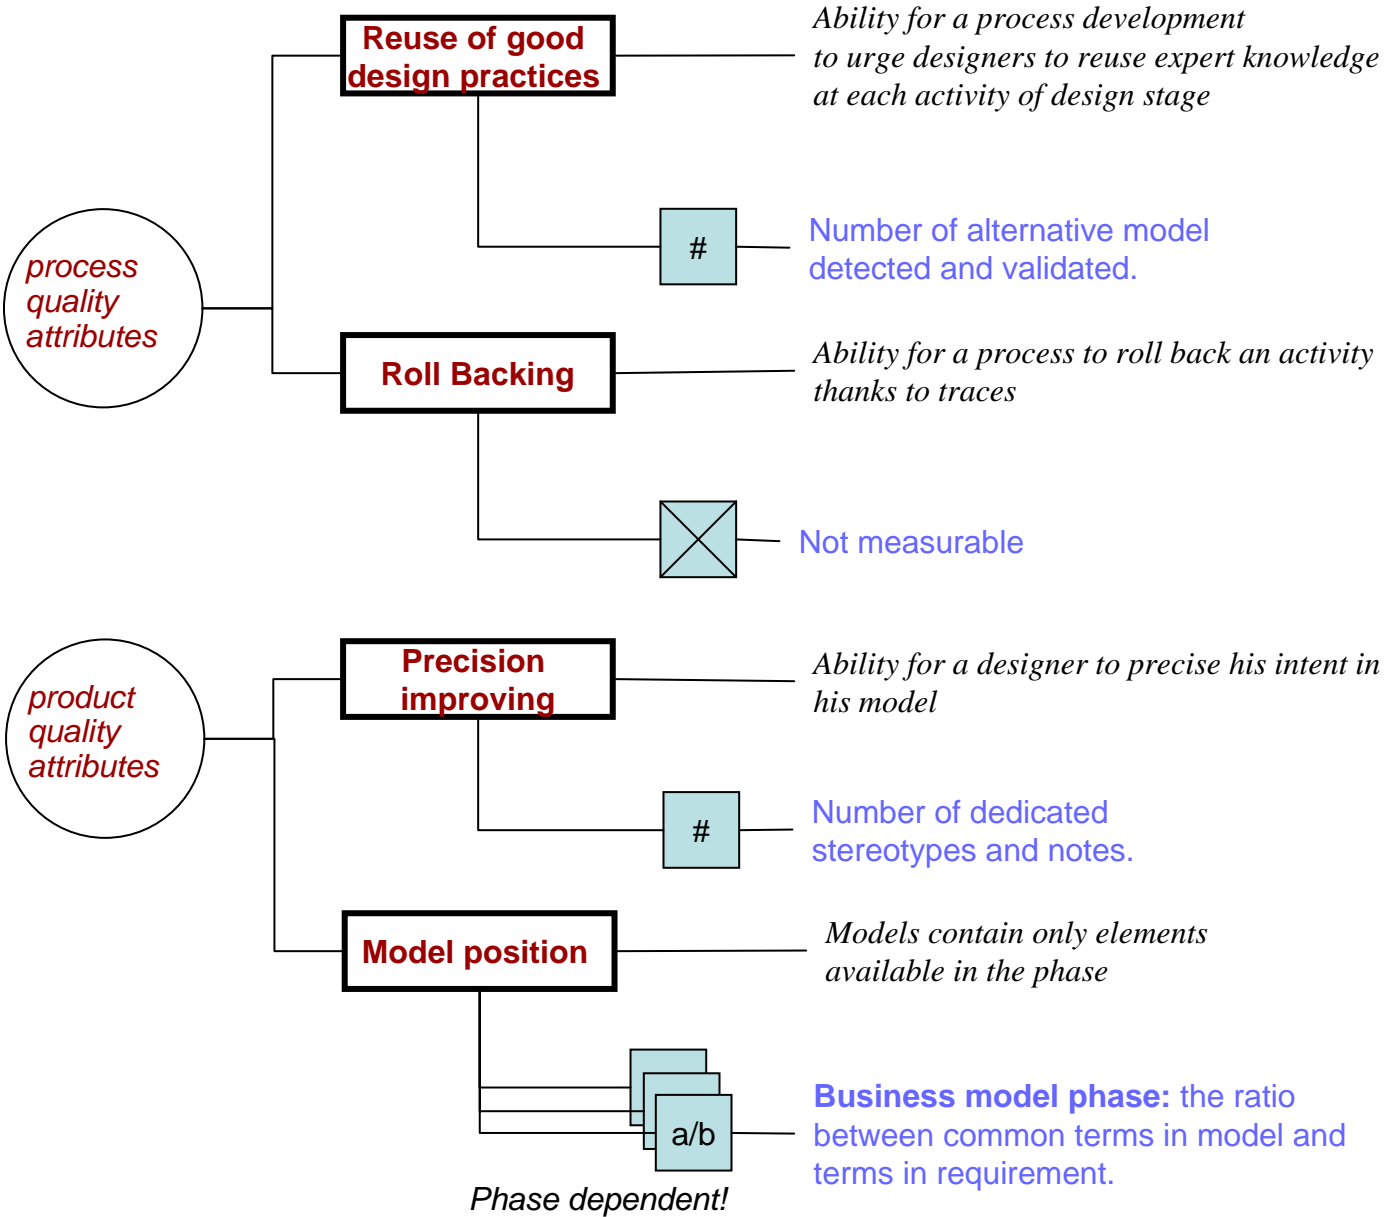 Reuse of good
design practices
Ability for a process development
to urge designers to reuse expert knowledge
at each activity of design stage
#
Number of alternative model
detected and validated.
process
quality
attributes
Roll Backing
Ability for a process to roll back an activity
thanks to traces
Not measurable
Precision
improving
Ability for a designer to precise his intent in
his model
product
quality
attributes
#
Number of dedicated
stereotypes and notes.
Model position
Models contain only elements
available in the phase
a/b
Business model phase: the ratio
between common terms in model and
terms in requirement.
Phase dependent!